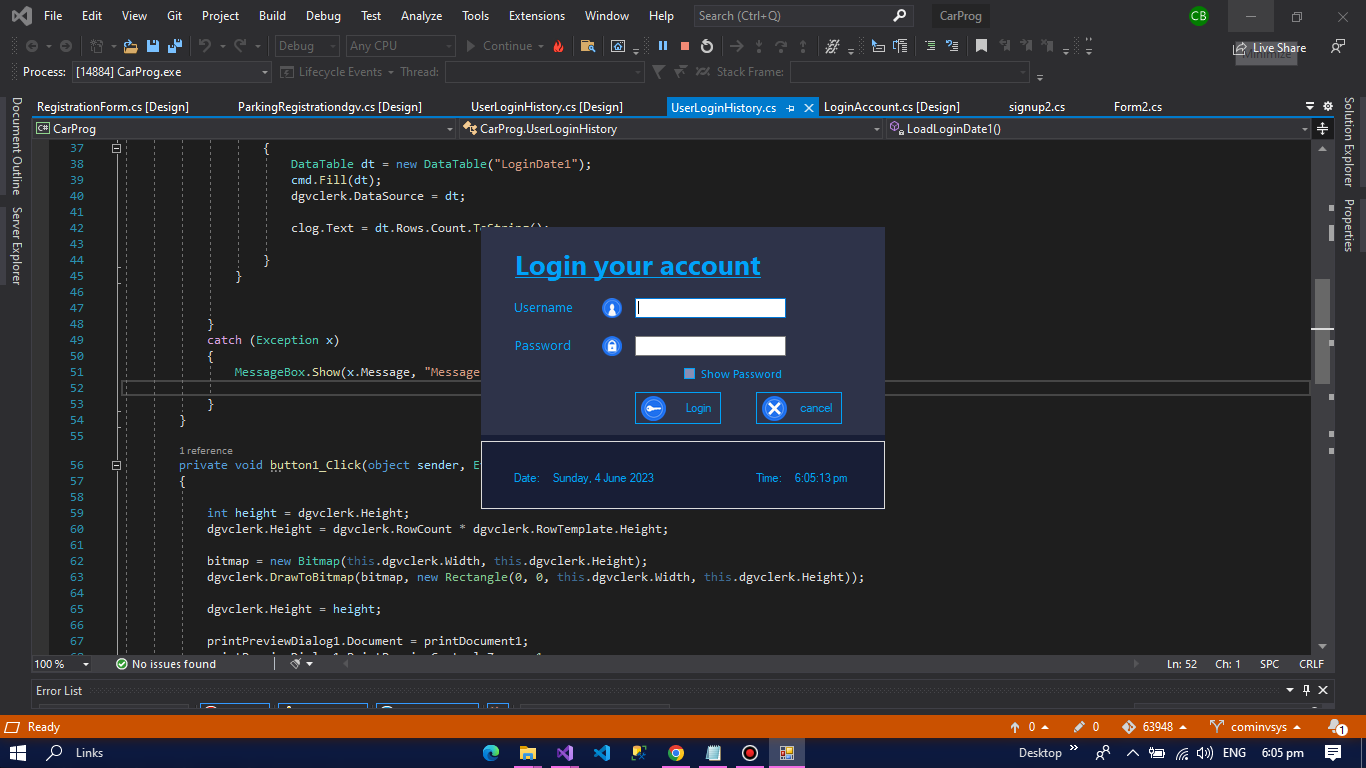 File Edit View Git Project Build Debug Test Analyze Tools Extensions Window Help Search (Ctrl+Q) CarProg CB
Debug Any CPU Continue Live Share
Process: [14884] CarProg.exe Lifecycle Events Thread: Stack Frame:
RegistrationForm.cs [Design] ParkingRegistrationdgv.cs [Design] UserLoginHistory.cs [Design] UserLoginHistory.cs LoginAccount.cs [Design] signup2.cs Form2.cs
C# CarProg CarProg.UserLoginHistory LoadLoginDate1()
Document Outline
Server Explorer
Solution Explorer
Properties
37 {
38 DataTable dt = new DataTable("LoginDate1");
39 cmd.Fill(dt);
40 dgvclerk.DataSource = dt;
41
42 clog.Text = dt.Rows.Count.ToString();
43
44 }
45 }
46
47
48 }
49 catch (Exception x)
50 {
51 MessageBox.Show(x.Message, "Message
52
53 }
54 }
55
1 reference
56 private void button1_Click(object sender, E
57 {
58
59 int height = dgvclerk.Height;
60 dgvclerk.Height = dgvclerk.RowCount * dgvclerk.RowTemplate.Height;
61
62 bitmap = new Bitmap(this.dgvclerk.Width, this.dgvclerk.Height);
63 dgvclerk.DrawToBitmap(bitmap, new Rectangle(0, 0, this.dgvclerk.Width, this.dgvclerk.Height));
64
65 dgvclerk.Height = height;
66
67 printPreviewDialog1.Document = printDocument1;
Login your account
Username
Password
Show Password
Login cancel
Date: Sunday, 4 June 2023 Time: 6:05:13 pm
100 % No issues found Ln: 52 Ch: 1 SPC CRLF
Error List
Ready 0 0 63948 cominvsys 1
Links Desktop ENG 6:05 pm